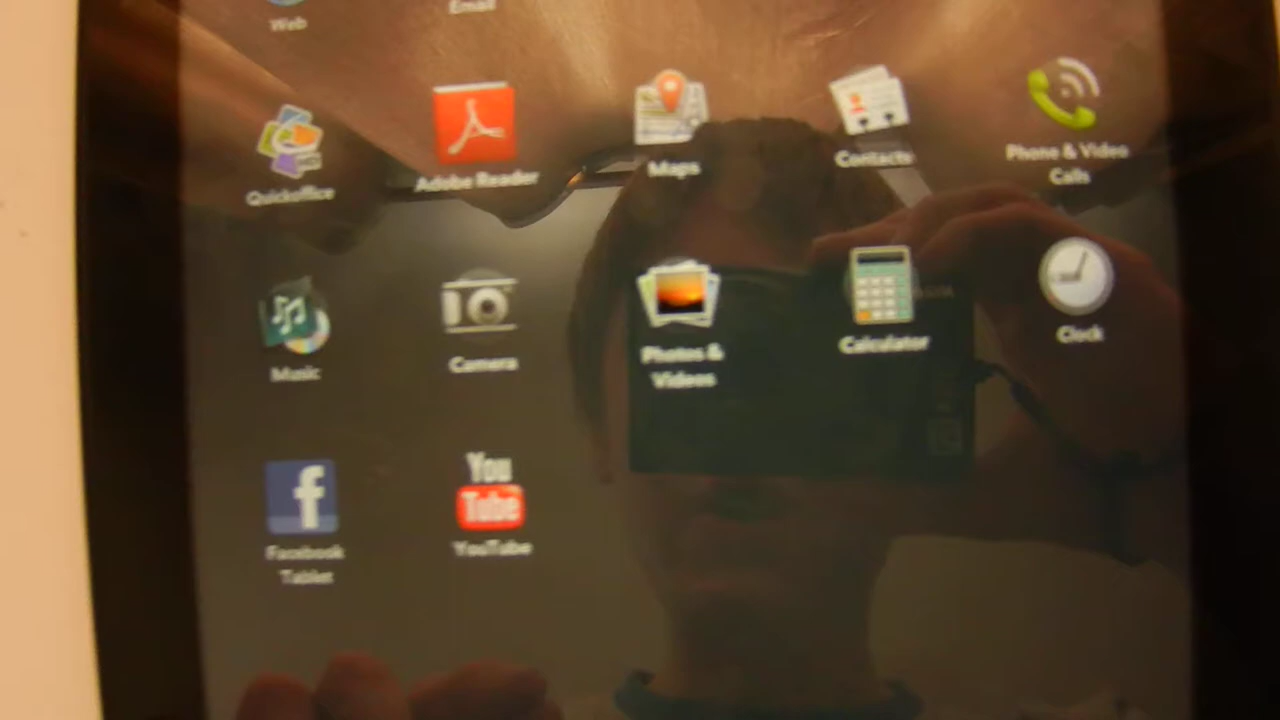 Web
Email
Quickoffice
Adobe Reader
Maps
Contacts
Phone & Video
Calls
Music
Camera
Photos &
Videos
Calculator
Clock
Facebook
Tablet
You
Tube
YouTube